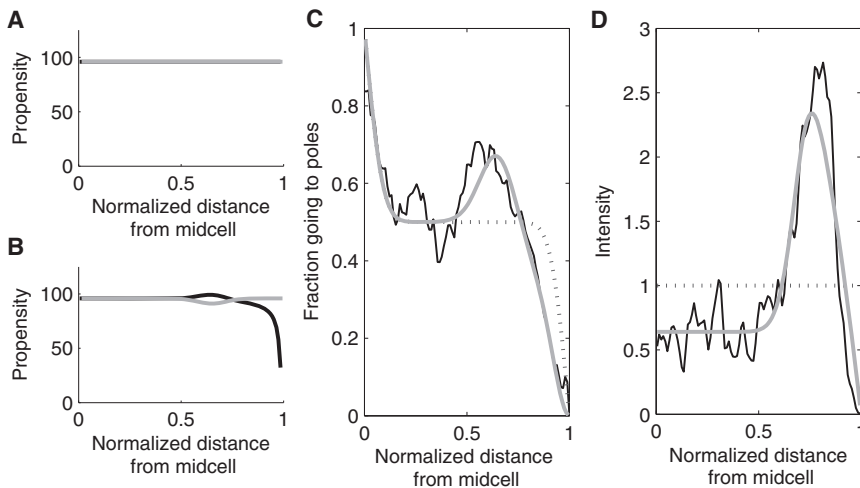 A
Propensity
100
50
0
0
0.5
1
Normalized distance
from midcell
B
Propensity
100
50
0
0
0.5
1
Normalized distance
from midcell
C
Fraction going to poles
1
0.8
0.6
0.4
0.2
0
0
0.5
1
Normalized distance
from midcell
D
Intensity
3
2.5
2
1.5
1
0.5
0
0
0.5
1
Normalized distance
from midcell